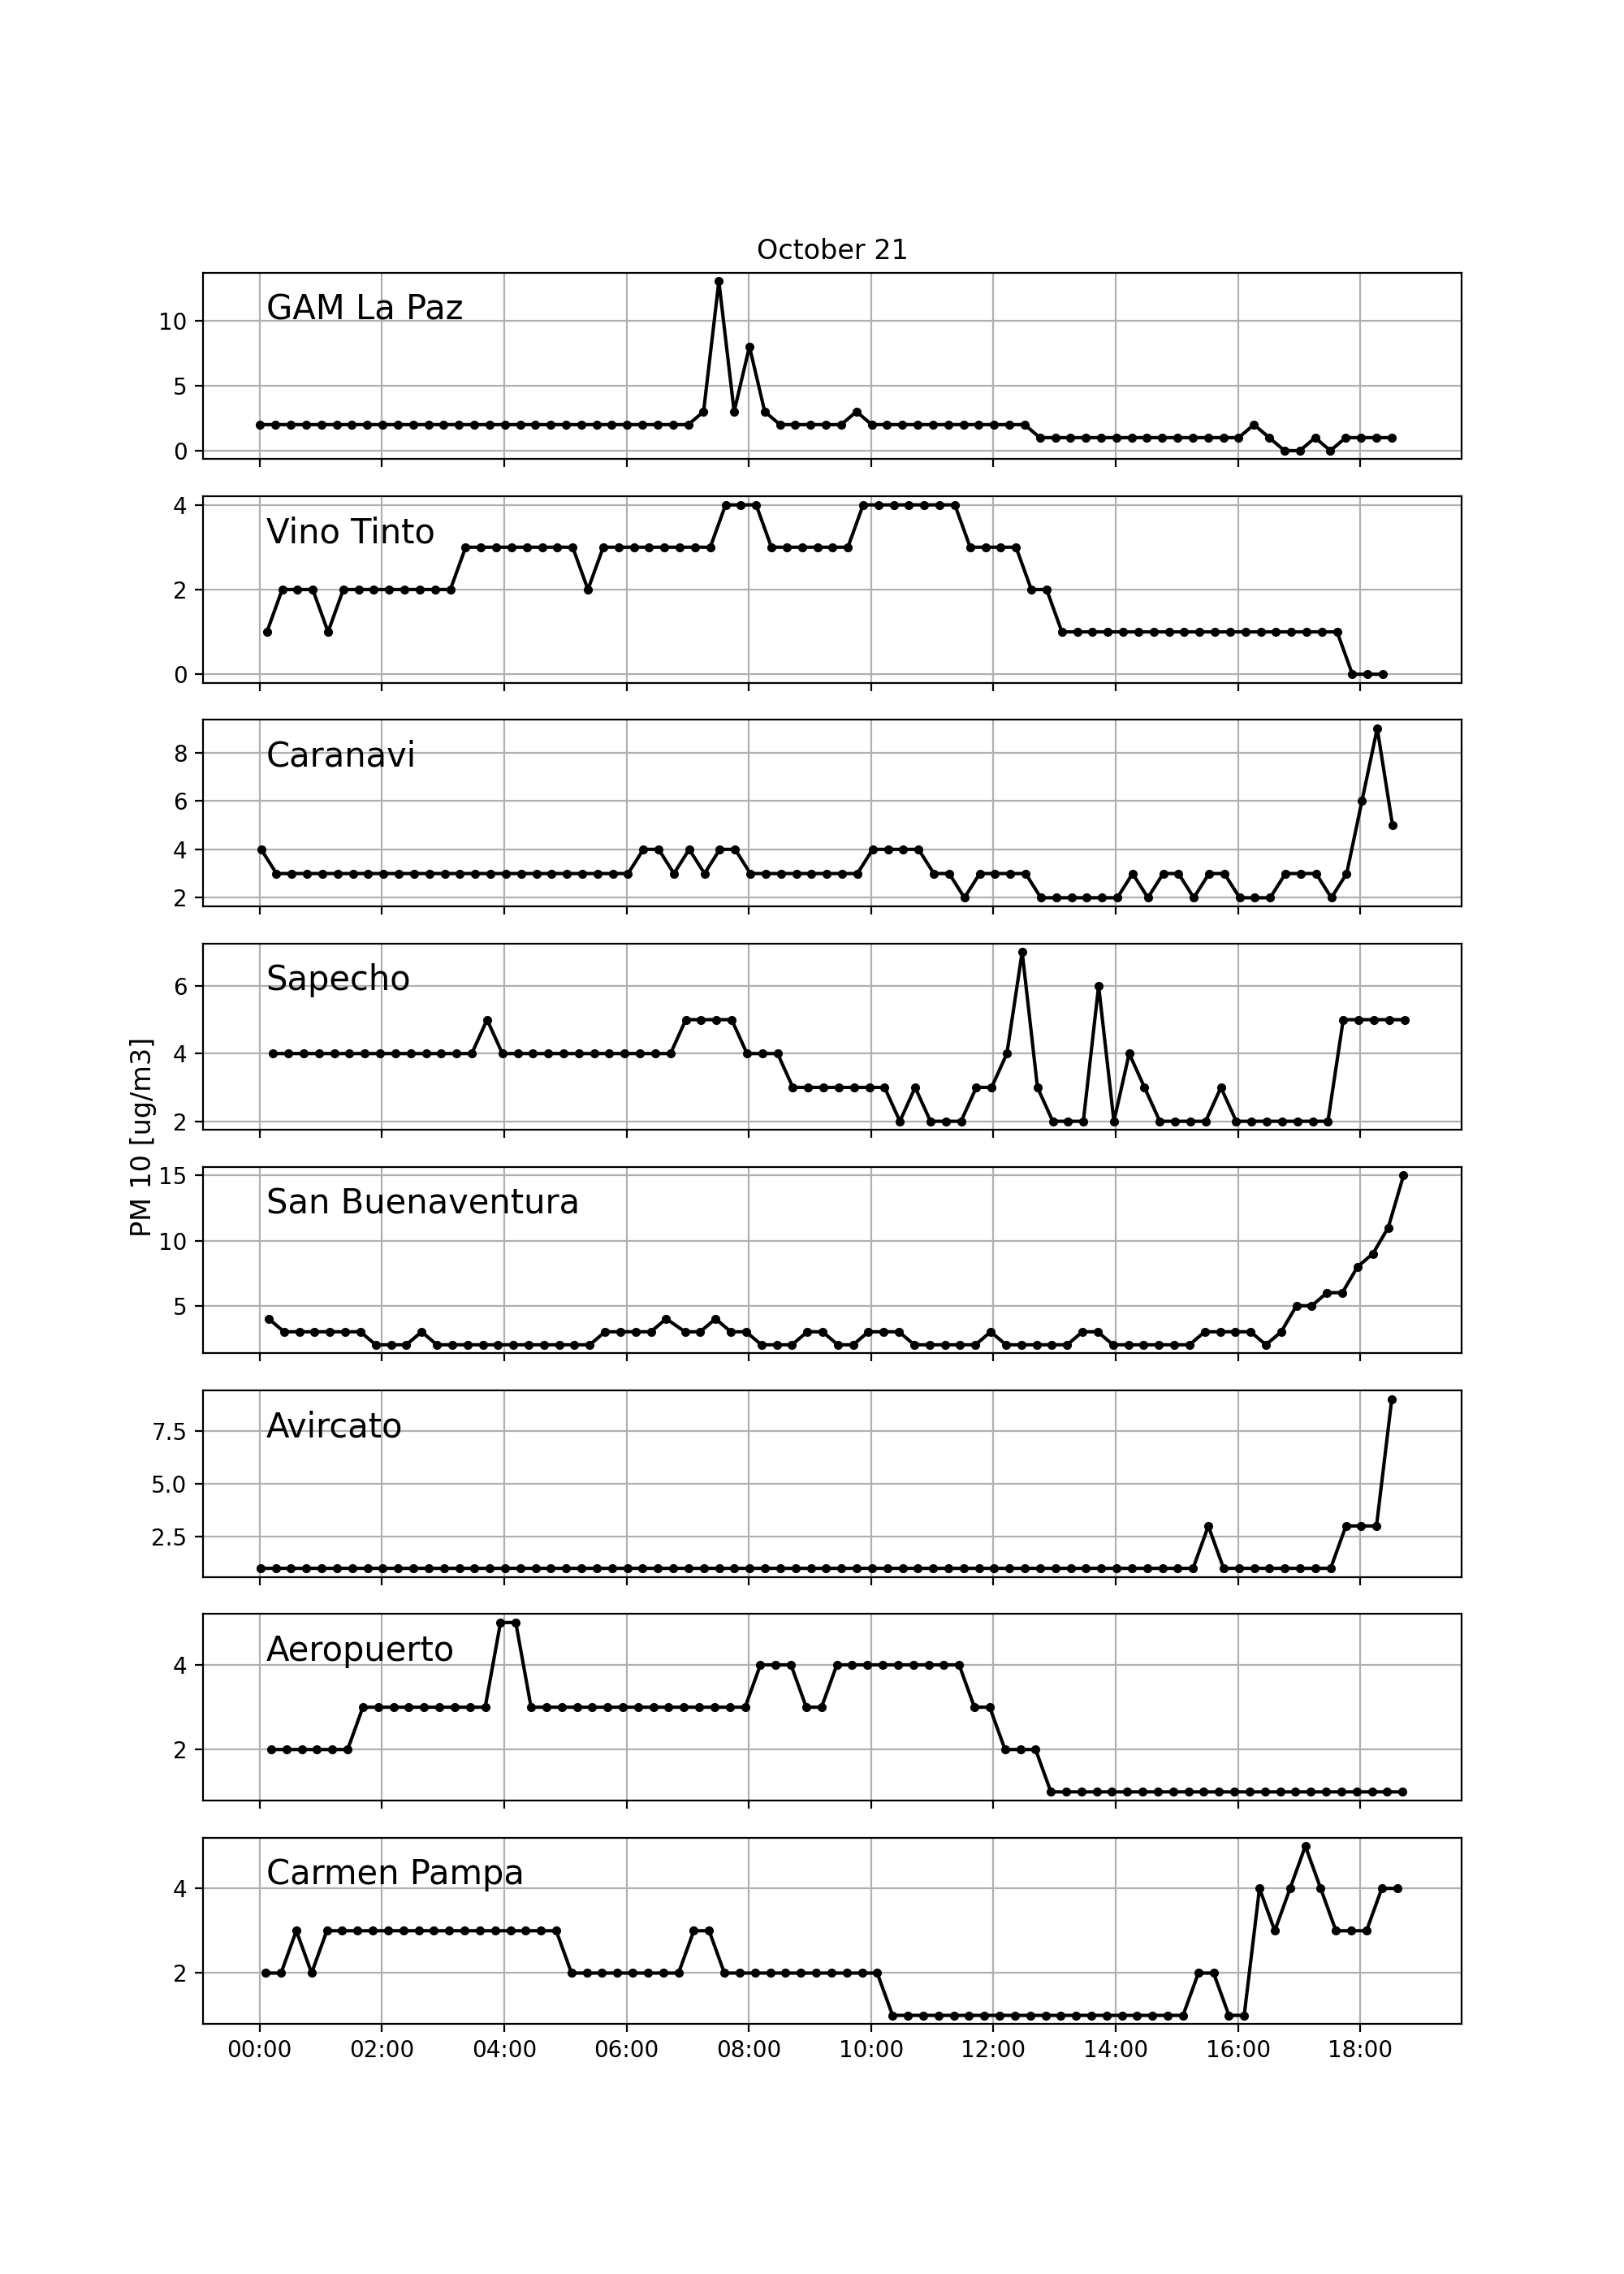 October 21
GAM La Paz
10
5
0
Vino Tinto
4
2
0
Caranavi
8
6
4
2
Sapecho
6
4
2
PM 10 [ug/m3]
San Buenaventura
15
10
5
Avircato
7.5
5.0
2.5
Aeropuerto
4
2
Carmen Pampa
4
2
00:00 02:00 04:00 06:00 08:00 10:00 12:00 14:00 16:00 18:00